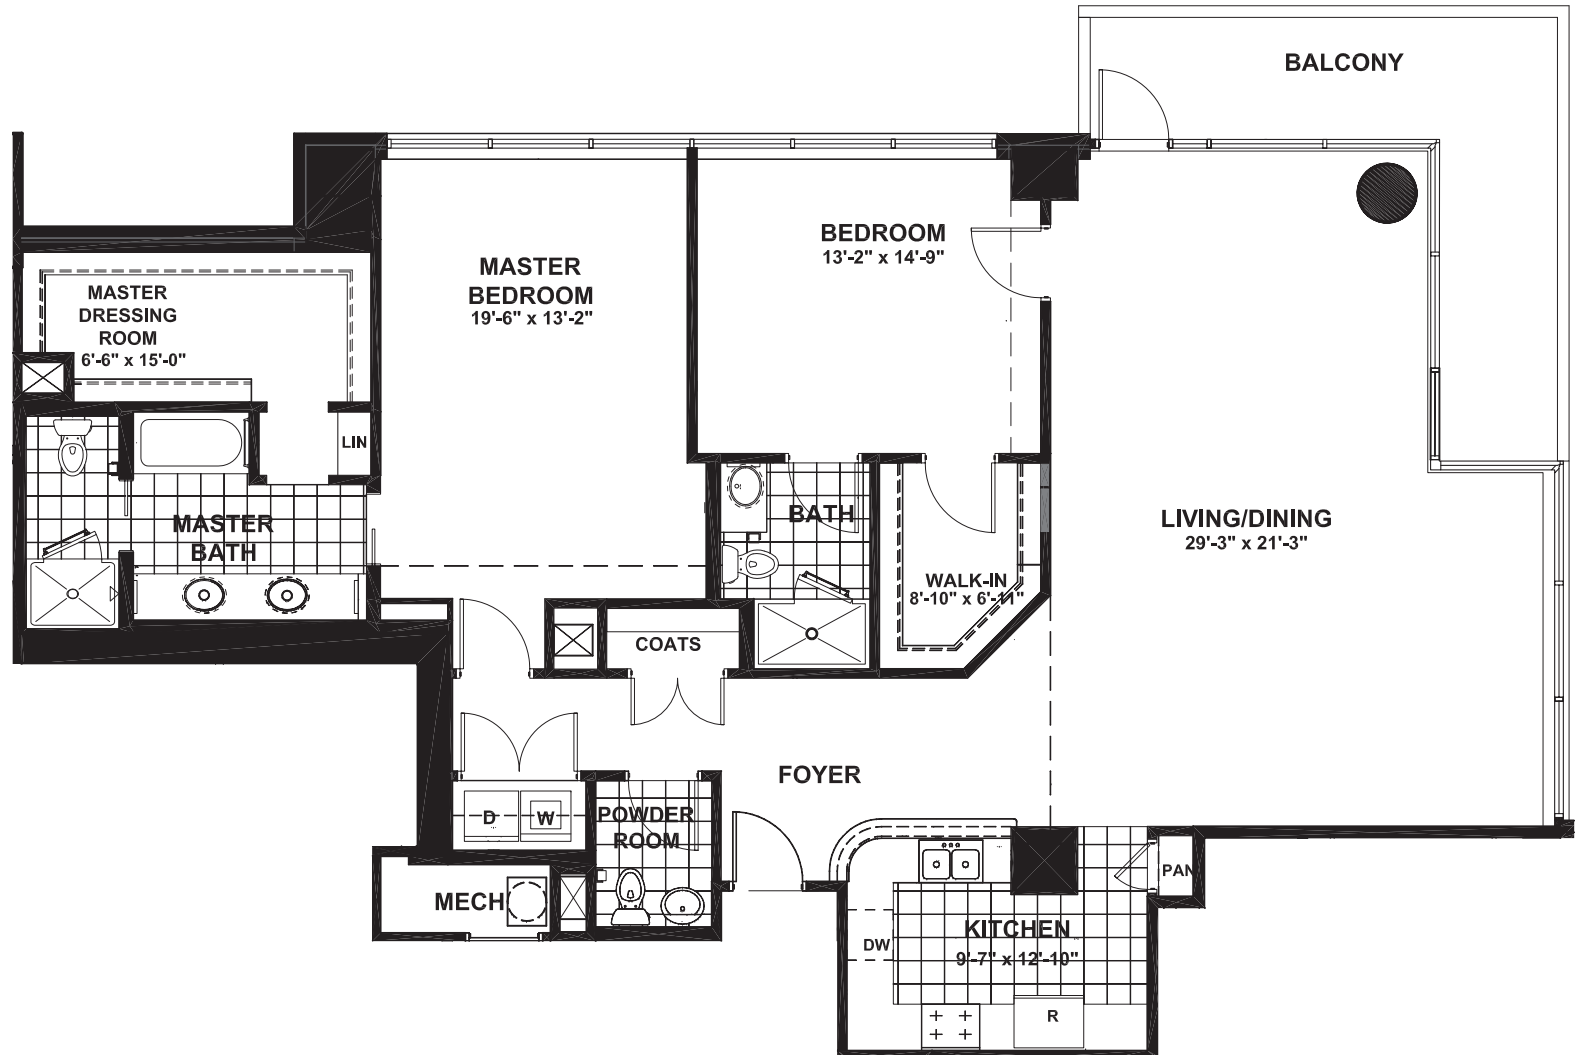 BALCONY
BEDROOM
13'-2" x 14'-9"
MASTER
BEDROOM
19'-6" x 13'-2"
MASTER
DRESSING
ROOM
6'-6" x 15'-0"
LIN
MASTER
BATH
BATH
LIVING/DINING
29'-3" x 21'-3"
WALK-IN
8'-10" x 6'-11"
COATS
FOYER
D
W
POWDER
ROOM
MECH
PAN
KITCHEN
9'-7" x 12'-10"
DW
R